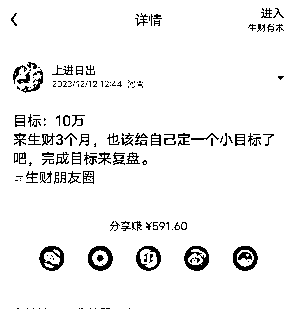 详情
进入
生财有术
上进日出
2023/12/12 12:44 河南
目标：10万
来生财3个月，也该给自己定一个小目标了
吧，完成目标来复盘。
生财朋友圈
分享赚 ¥591.60